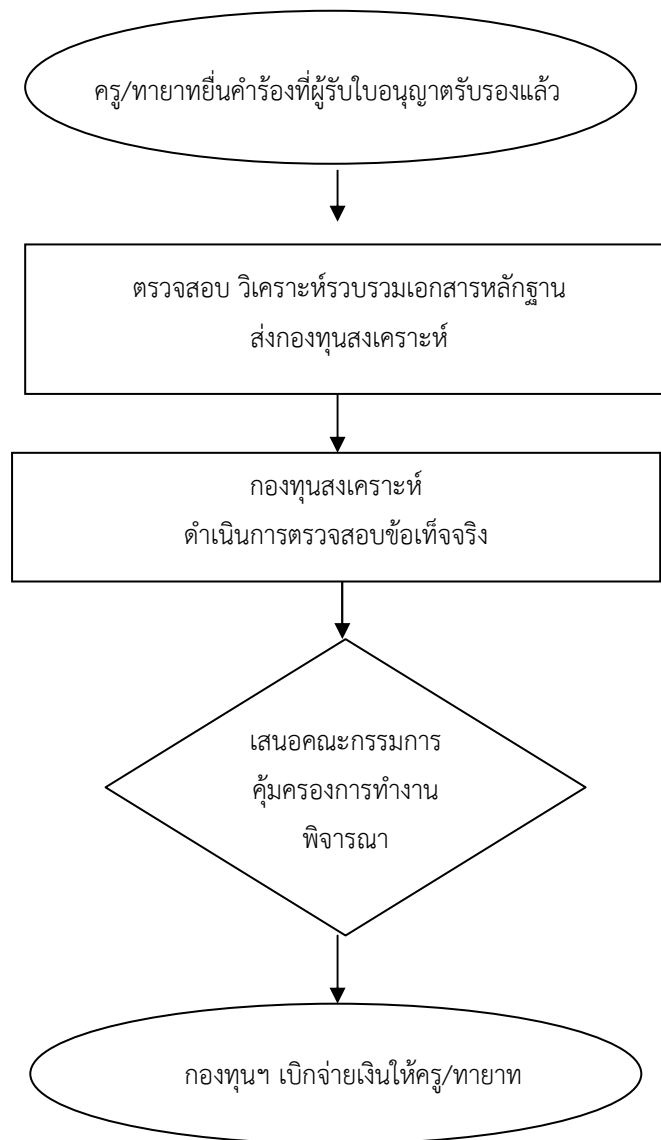 ครู/ทายาทยื่นคำร้องที่ผู้รับใบอนุญาตรับรองแล้ว
ตรวจสอบ วิเคราะห์รวบรวมเอกสารหลักฐาน
ส่งกองทุนสงเคราะห์
กองทุนสงเคราะห์
ดำเนินการตรวจสอบข้อเท็จจริง
เสนอคณะกรรมการ
คุ้มครองการทำงาน
พิจารณา
กองทุนฯ เบิกจ่ายเงินให้ครู/ทายาท